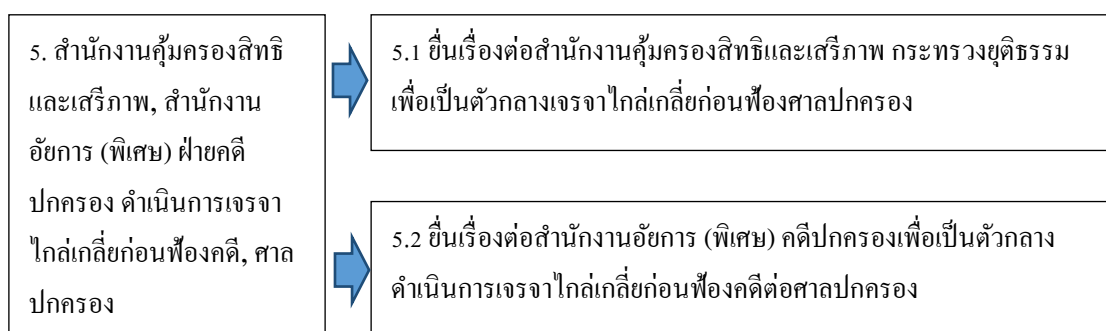 5. สำนักงานคุ้มครองสิทธิ
และเสรีภาพ, สำนักงาน
อัยการ (พิเศษ) ฝ่ายคดี
ปกครอง ดำเนินการเจรจา
ไกล่เกลี่ยก่อนฟ้องคดี, ศาล
ปกครอง
5.1 ยื่นเรื่องต่อสำนักงานคุ้มครองสิทธิและเสรีภาพ กระทรวงยุติธรรม
เพื่อเป็นตัวกลางเจรจาไกล่เกลี่ยก่อนฟ้องศาลปกครอง
5.2 ยื่นเรื่องต่อสำนักงานอัยการ (พิเศษ) คดีปกครองเพื่อเป็นตัวกลาง
ดำเนินการเจรจาไกล่เกลี่ยก่อนฟ้องคดีต่อศาลปกครอง